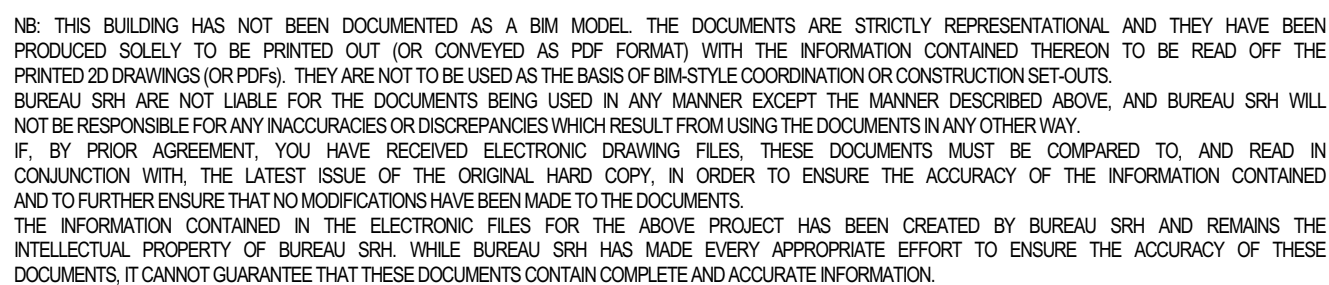 NB: THIS BUILDING HAS NOT BEEN DOCUMENTED AS A BIM MODEL. THE DOCUMENTS ARE STRICTLY REPRESENTATIONAL AND THEY HAVE BEEN
PRODUCED SOLELY TO BE PRINTED OUT (OR CONVEYED AS PDF FORMAT) WITH THE INFORMATION CONTAINED THEREON TO BE READ OFF THE
PRINTED 2D DRAWINGS (OR PDFs). THEY ARE NOT TO BE USED AS THE BASIS OF BIM-STYLE COORDINATION OR CONSTRUCTION SET-OUTS.
BUREAU SRH ARE NOT LIABLE FOR THE DOCUMENTS BEING USED IN ANY MANNER EXCEPT THE MANNER DESCRIBED ABOVE, AND BUREAU SRH WILL
NOT BE RESPONSIBLE FOR ANY INACCURACIES OR DISCREPANCIES WHICH RESULT FROM USING THE DOCUMENTS IN ANY OTHER WAY.
IF, BY PRIOR AGREEMENT, YOU HAVE RECEIVED ELECTRONIC DRAWING FILES, THESE DOCUMENTS MUST BE COMPARED TO, AND READ IN
CONJUNCTION WITH, THE LATEST ISSUE OF THE ORIGINAL HARD COPY, IN ORDER TO ENSURE THE ACCURACY OF THE INFORMATION CONTAINED
AND TO FURTHER ENSURE THAT NO MODIFICATIONS HAVE BEEN MADE TO THE DOCUMENTS.
THE INFORMATION CONTAINED IN THE ELECTRONIC FILES FOR THE ABOVE PROJECT HAS BEEN CREATED BY BUREAU SRH AND REMAINS THE
INTELLECTUAL PROPERTY OF BUREAU SRH. WHILE BUREAU SRH HAS MADE EVERY APPROPRIATE EFFORT TO ENSURE THE ACCURACY OF THESE
DOCUMENTS, IT CANNOT GUARANTEE THAT THESE DOCUMENTS CONTAIN COMPLETE AND ACCURATE INFORMATION.